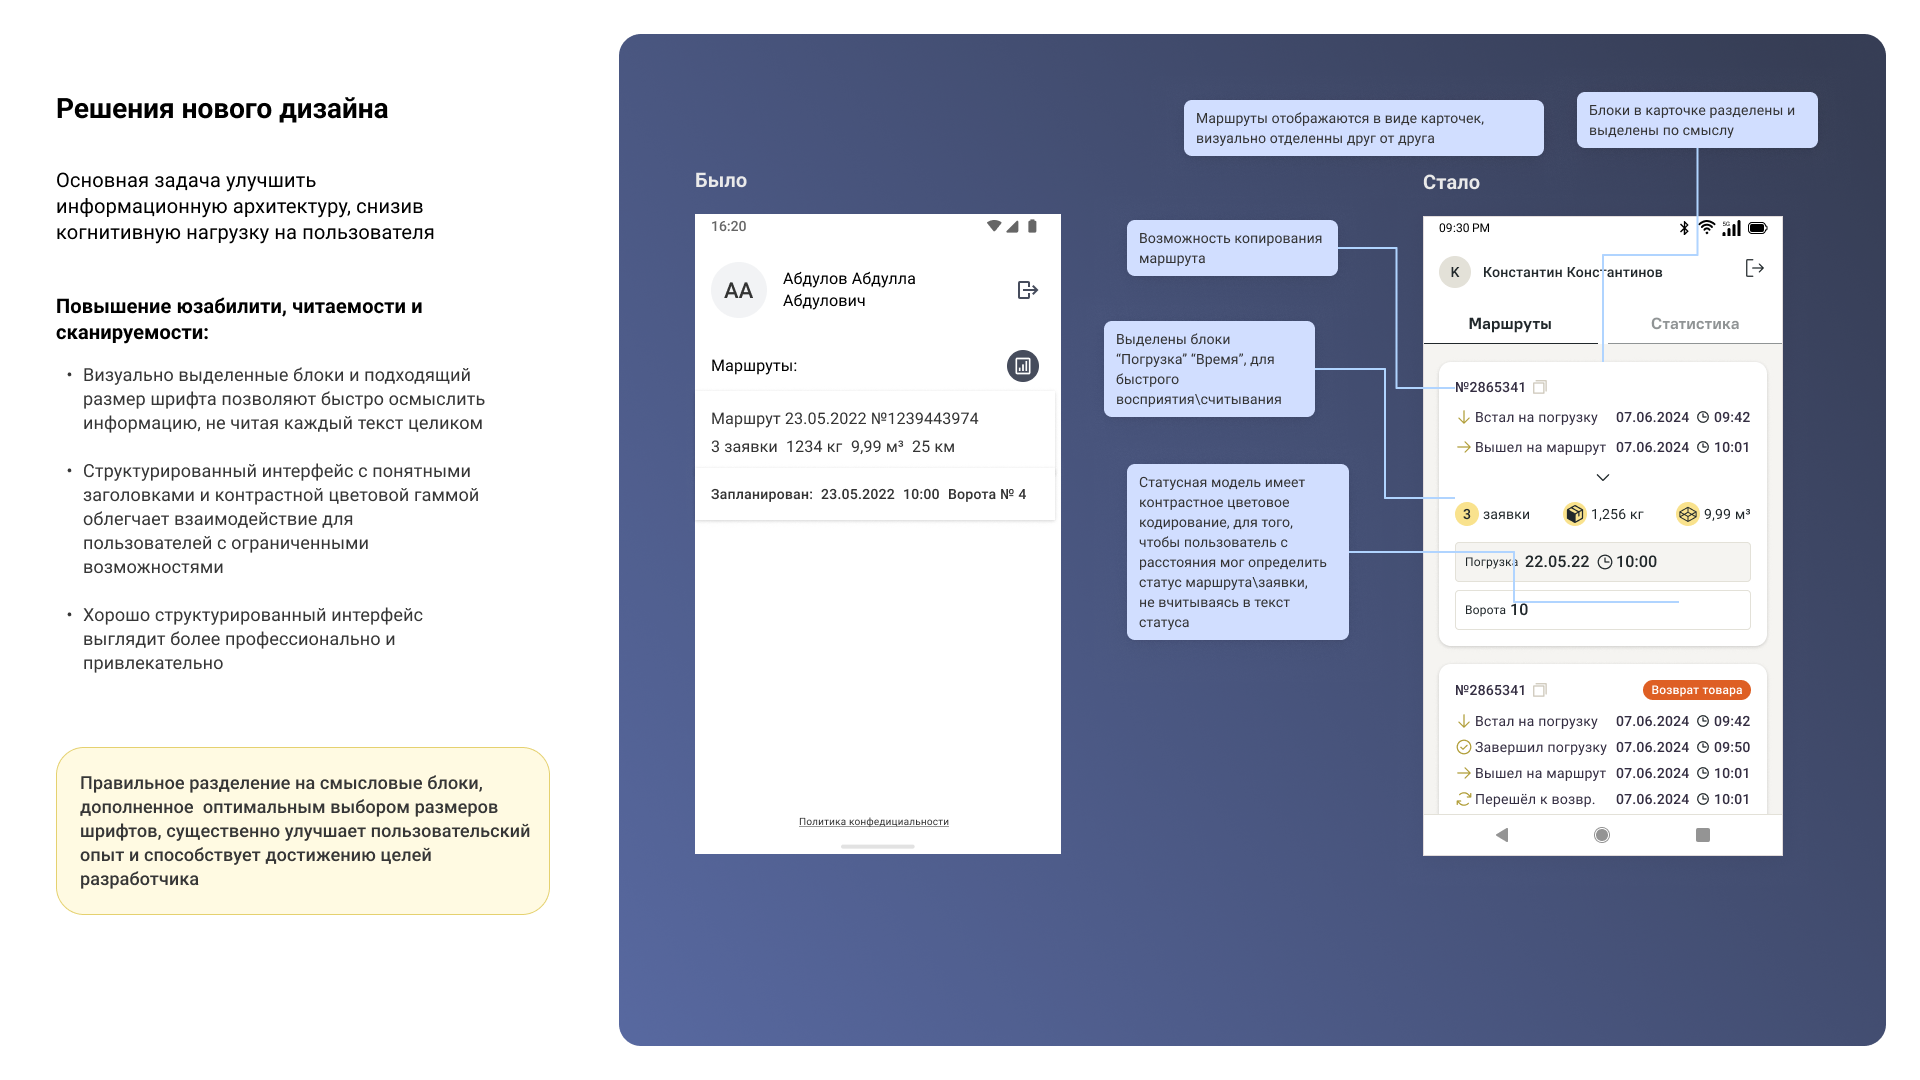 Решения нового дизайна
Основная задача улучшить
информационную архитектуру, снизив
когнитивную нагрузку на пользователя
Повышение юзабилити, читаемости и
сканируемости:
• Визуально выделенные блоки и подходящий
размер шрифта позволяют быстро осмыслить
информацию, не читая каждый текст целиком
• Структурированный интерфейс с понятными
заголовками и контрастной цветовой гаммой
облегчает взаимодействие для
пользователей с ограниченными
возможностями
• Хорошо структурированный интерфейс
выглядит более профессионально и
привлекательно
Правильное разделение на смысловые блоки,
дополненное  оптимальным выбором размеров
шрифтов, существенно улучшает пользовательский
опыт и способствует достижению целей
разработчика
Было
16:20
АА
Абдулов Абдулла
Абдулович
Маршруты:
Маршрут 23.05.2022 №1239443974
3 заявки  1234 кг  9,99 м³  25 км
Запланирован:  23.05.2022  10:00  Ворота № 4
Политика конфедициальности
Маршруты отображаются в виде карточек,
визуально отделенны друг от друга
Блоки в карточке разделены и
выделены по смыслу
Возможность копирования
маршрута
Выделены блоки
“Погрузка” “Время”, для
быстрого
восприятия\считывания
Статусная модель имеет
контрастное цветовое
кодирование, для того,
чтобы пользователь с
расстояния мог определить
статус маршрута\заявки,
не вчитываясь в текст
статуса
Стало
09:30 PM
5G
К
Константин Константинов
Маршруты
Статистика
№2865341
Встал на погрузку 07.06.2024 09:42
Вышел на маршрут 07.06.2024 10:01
3 заявки 1,256 кг 9,99 м³
Погрузка 22.05.22 10:00
Ворота 10
№2865341 Возврат товара
Встал на погрузку 07.06.2024 09:42
Завершил погрузку 07.06.2024 09:50
Вышел на маршрут 07.06.2024 10:01
Перешёл к возвр. 07.06.2024 10:01